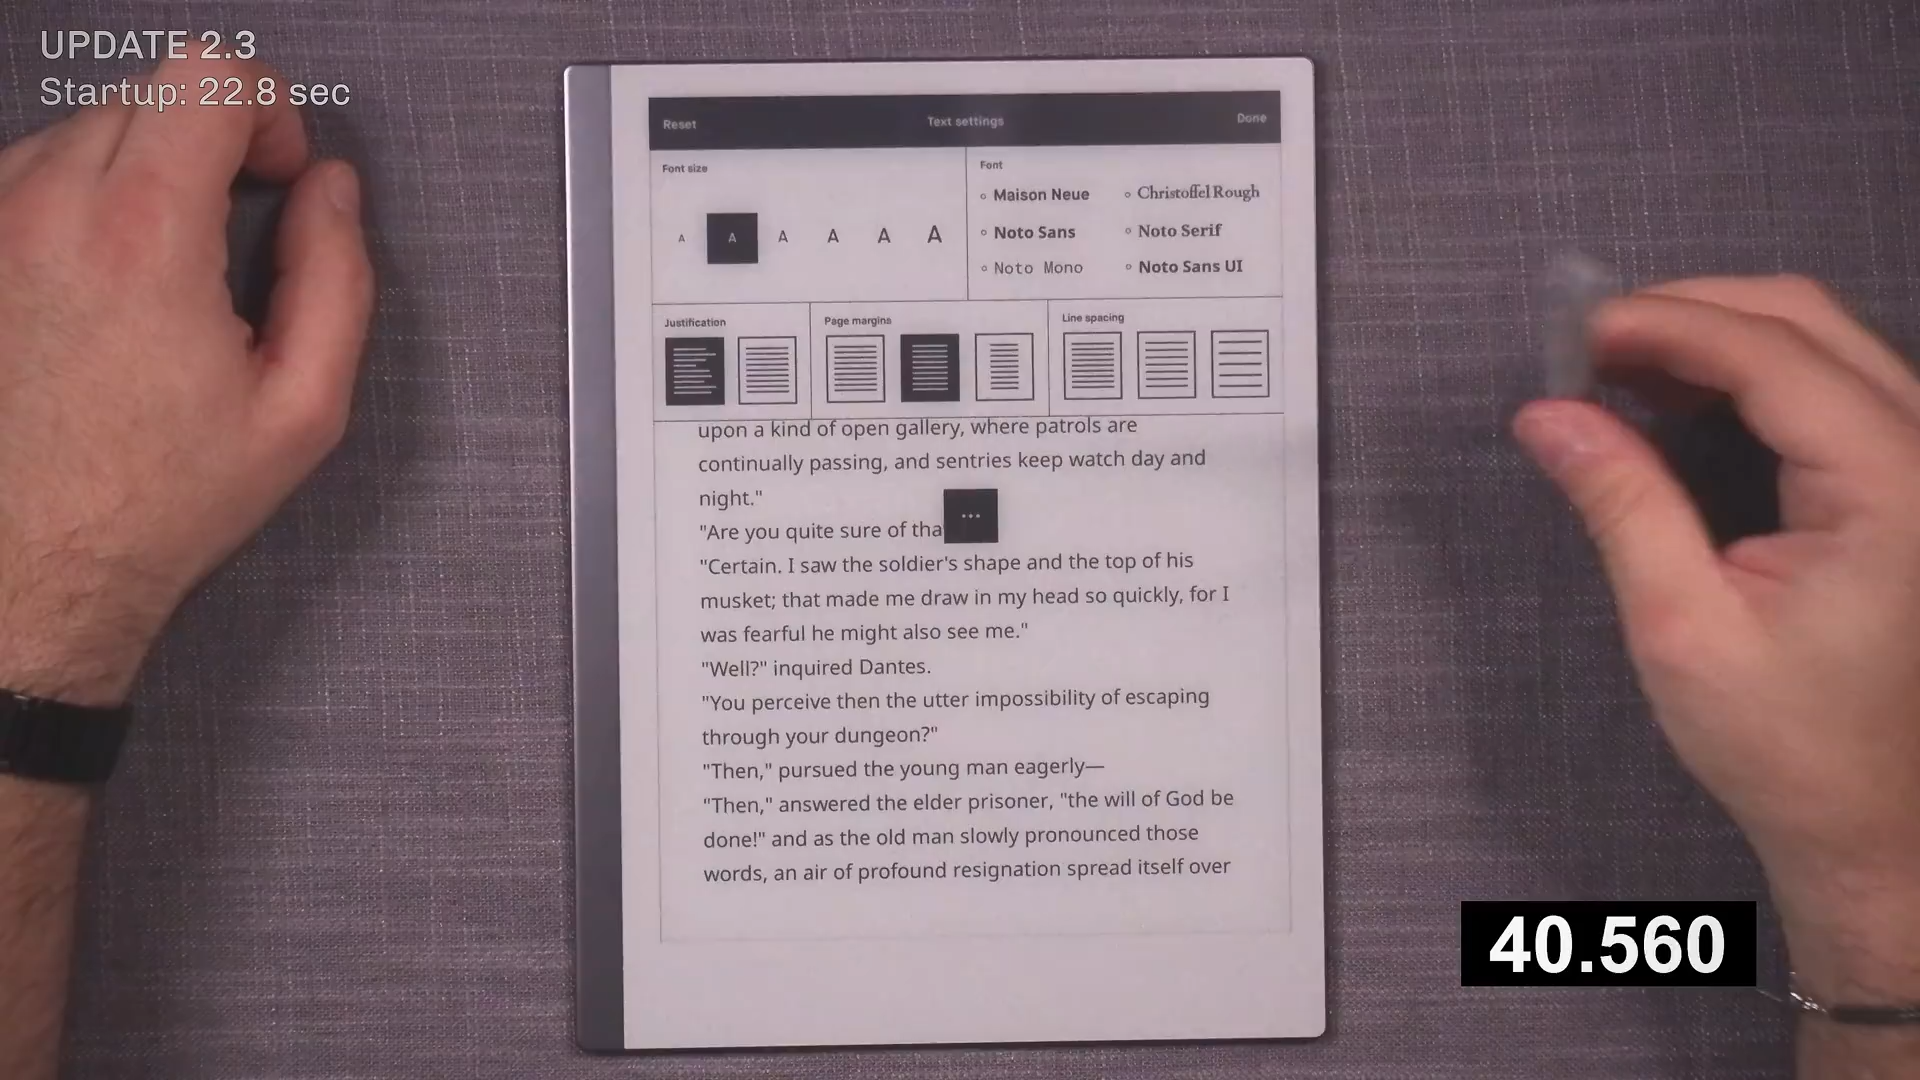 UPDATE 2.3
Startup: 22.8 sec
Reset
Text settings
Done
Font size
A A A A A A
Font
Maison Neue
Christoffel Rough
Noto Sans
Noto Serif
Noto Mono
Noto Sans UI
Justification
Page margins
Line spacing
upon a kind of open gallery, where patrols are
continually passing, and sentries keep watch day and
night."
"Are you quite sure of tha
...
"Certain. I saw the soldier's shape and the top of his
musket; that made me draw in my head so quickly, for I
was fearful he might also see me."
"Well?" inquired Dantes.
"You perceive then the utter impossibility of escaping
through your dungeon?"
"Then," pursued the young man eagerly—
"Then," answered the elder prisoner, "the will of God be
done!" and as the old man slowly pronounced those
words, an air of profound resignation spread itself over
40.560